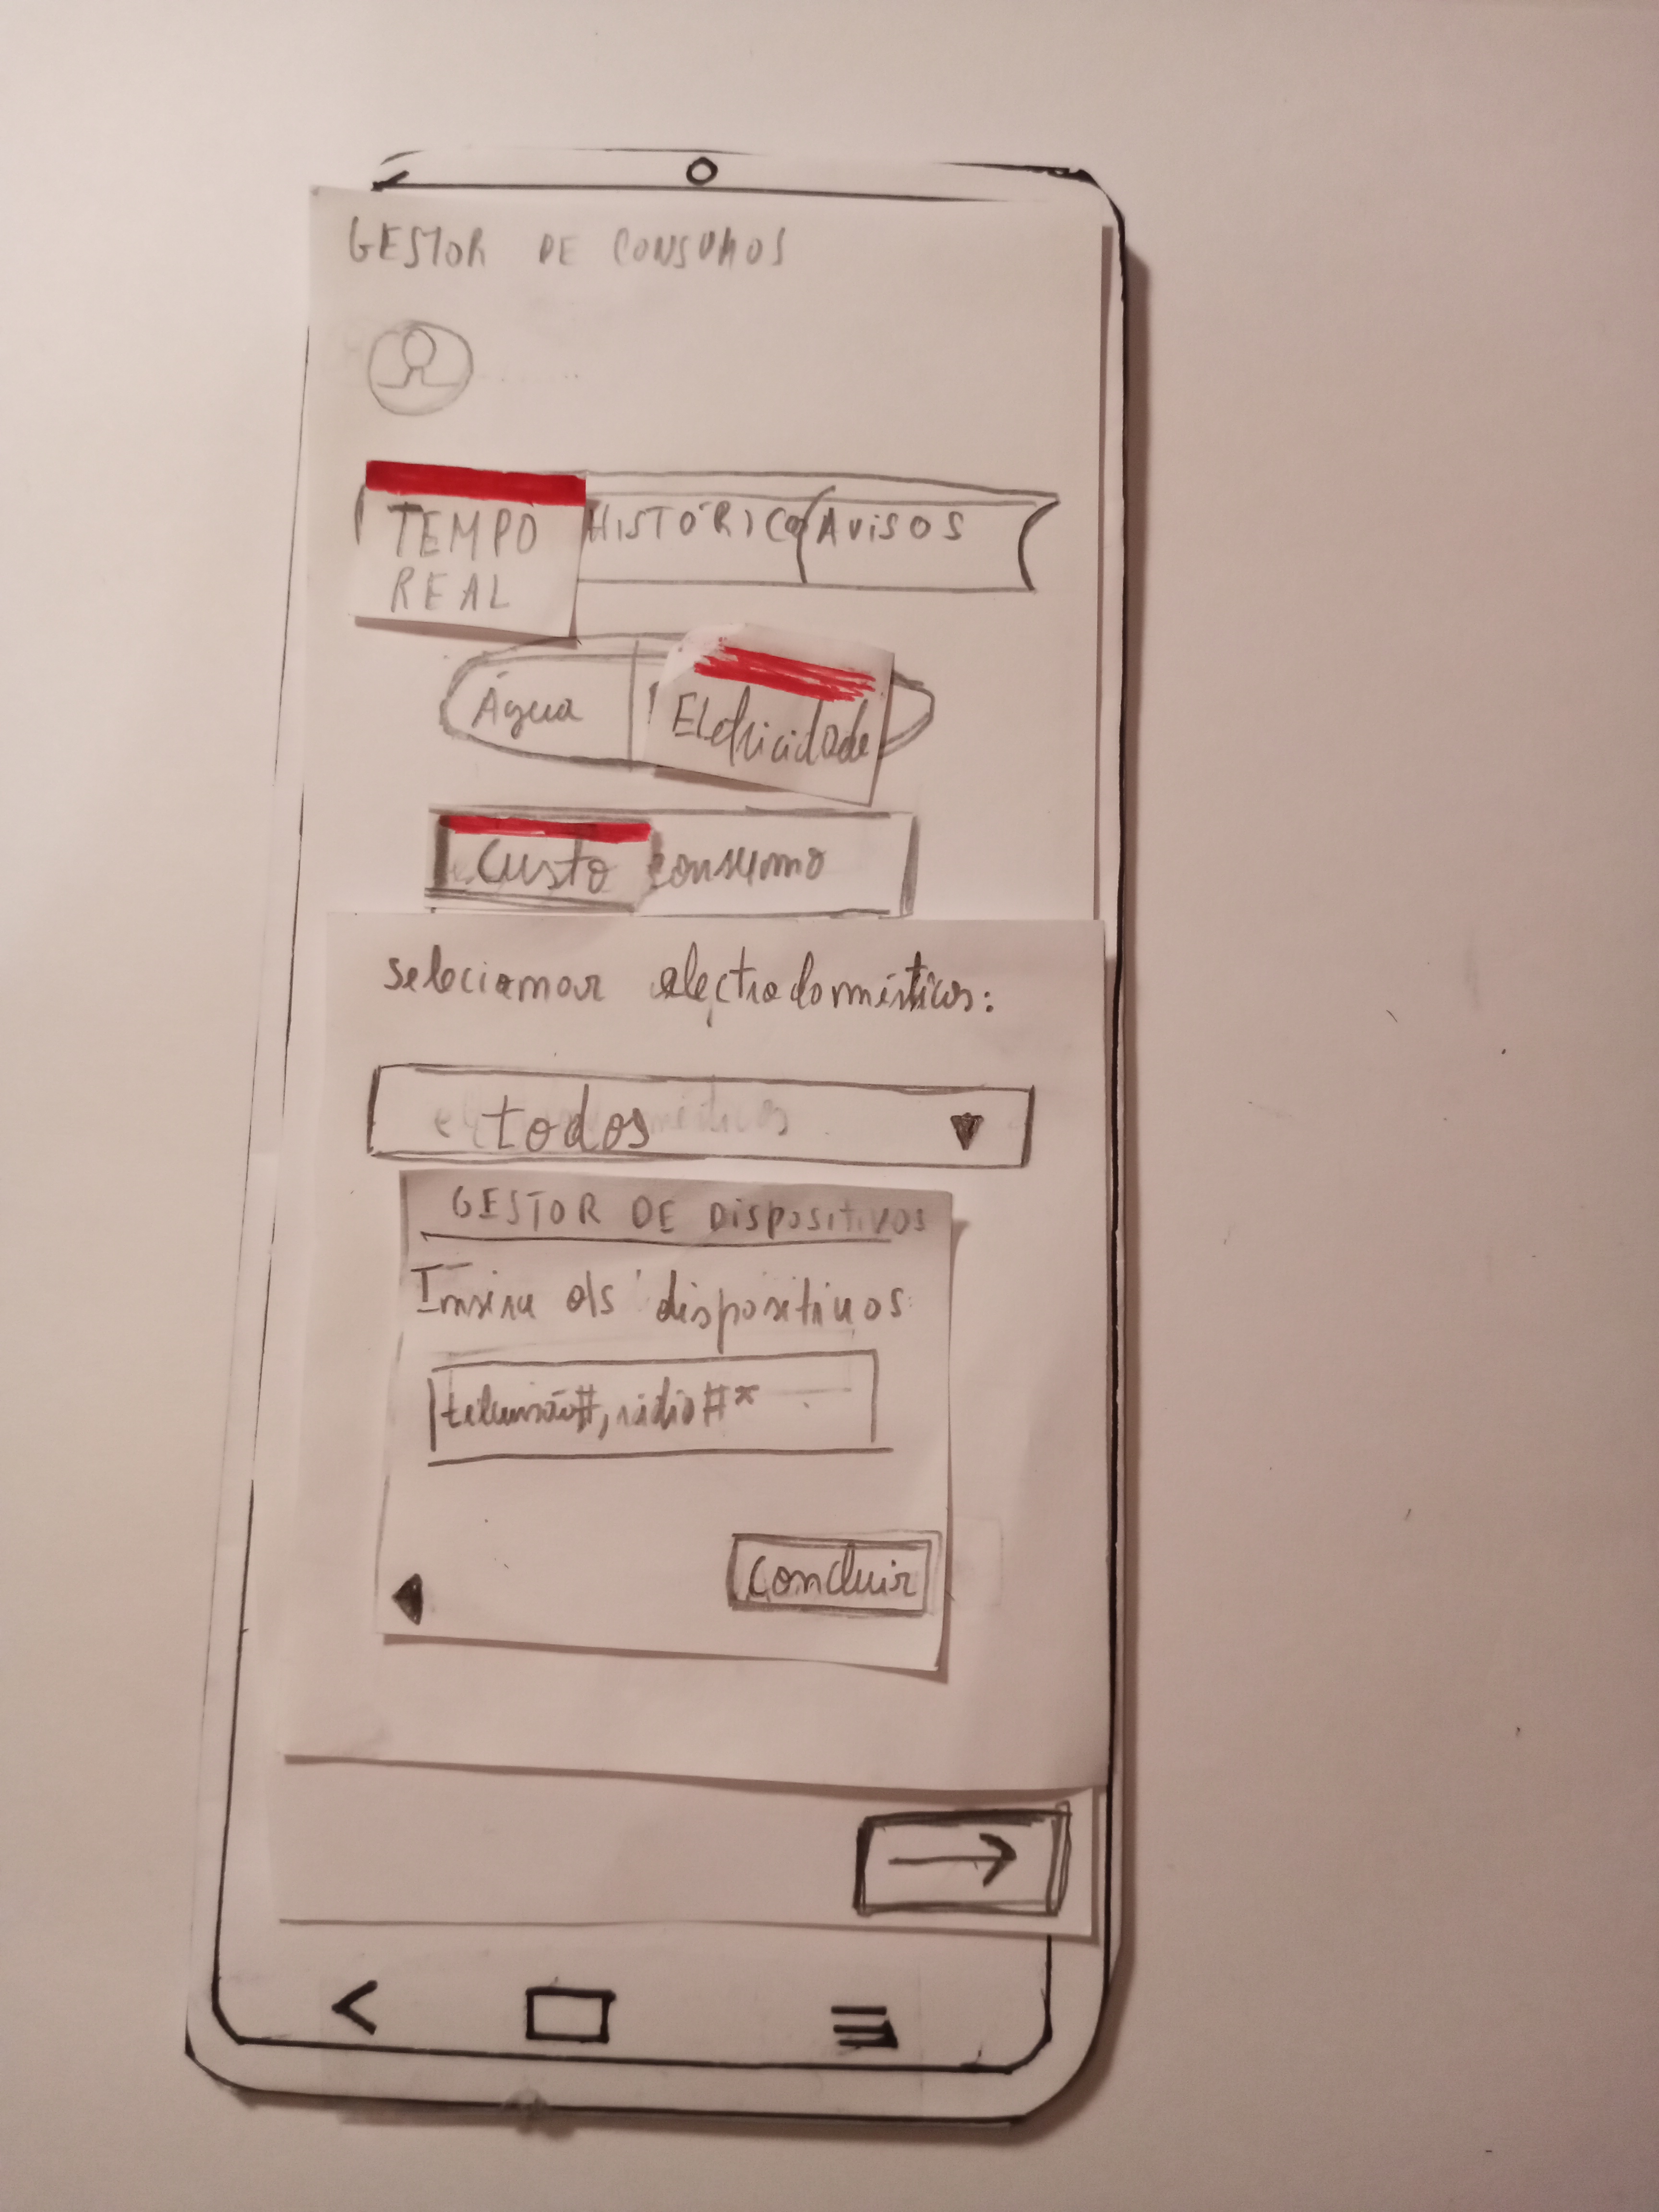 GESTOR DE CONSUMOS
TEMPO
REAL
HISTÓRICO
AVISOS
Água
Eletricidade
Custo
consumo
selecionar electrodomésticos:
todos
GESTOR DE DISPOSITIVOS
Insira os dispositivos
televisão#, rádio#*
Concluir